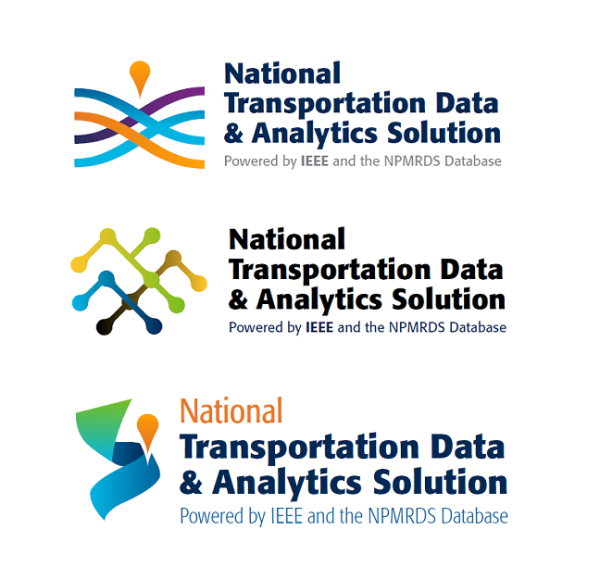 National
Transportation Data
& Analytics Solution
Powered by IEEE and the NPMRDS Database
National
Transportation Data
& Analytics Solution
Powered by IEEE and the NPMRDS Database
National
Transportation Data
& Analytics Solution
Powered by IEEE and the NPMRDS Database